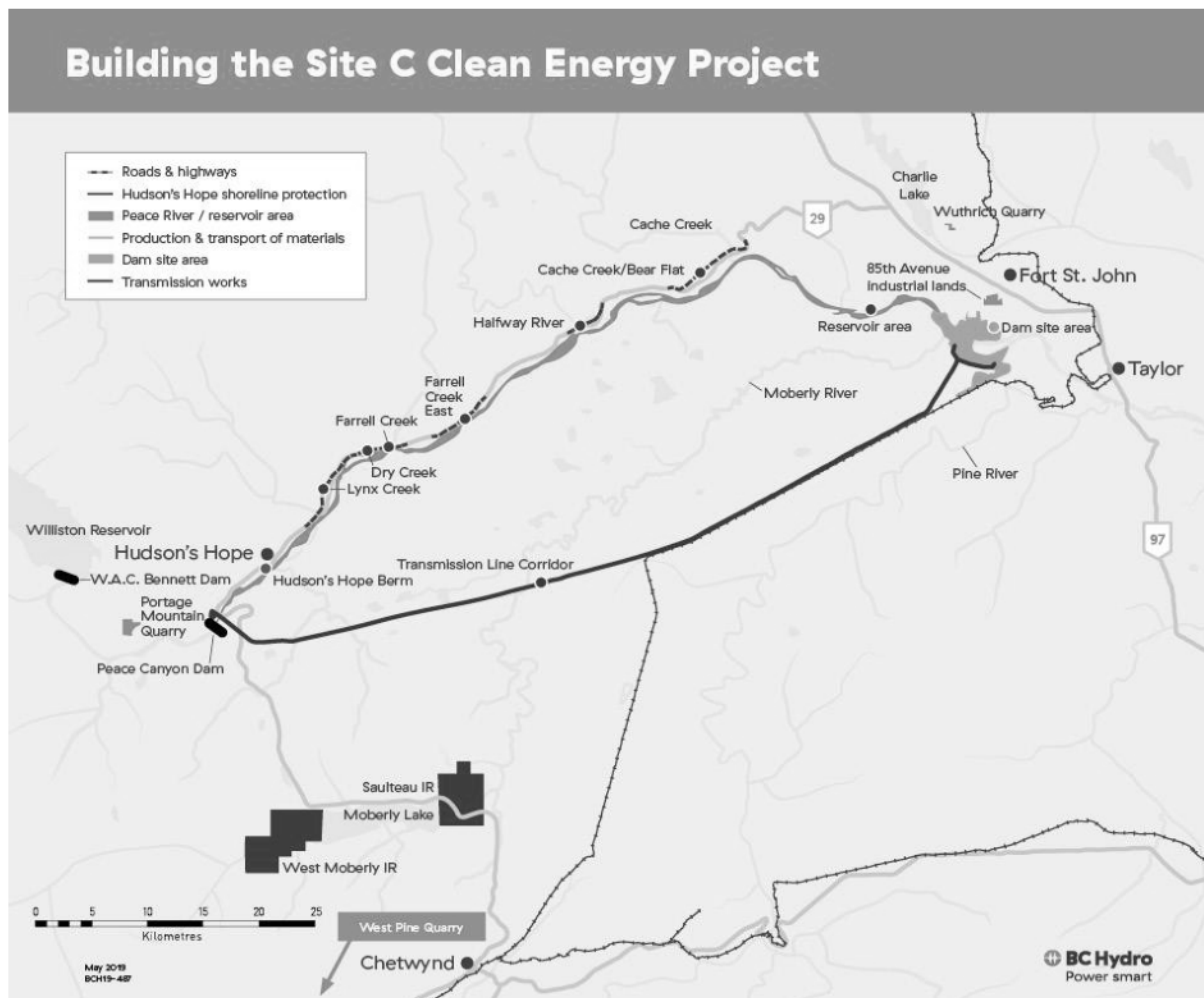 Building the Site C Clean Energy Project
Roads & highways
Hudson's Hope shoreline protection
Peace River / reservoir area
Production & transport of materials
Dam site area
Transmission works
Charlie
Lake
Wuthrich Quarry
29
Cache Creek
Cache Creek/Bear Flat
85th Avenue
industrial lands
Fort St. John
Halfway River
Reservoir area
Dam site area
Taylor
Farrell
Creek
East
Moberly River
Farrell Creek
Dry Creek
Pine River
Lynx Creek
Williston Reservoir
Hudson's Hope
97
W.A.C. Bennett Dam
Hudson's Hope Berm
Transmission Line Corridor
Portage
Mountain
Quarry
Peace Canyon Dam
Saulteau IR
Moberly Lake
West Moberly IR
0 5 10 15 20 25
Kilometres
West Pine Quarry
Chetwynd
May 2019
BCH19-487
BC Hydro
Power smart